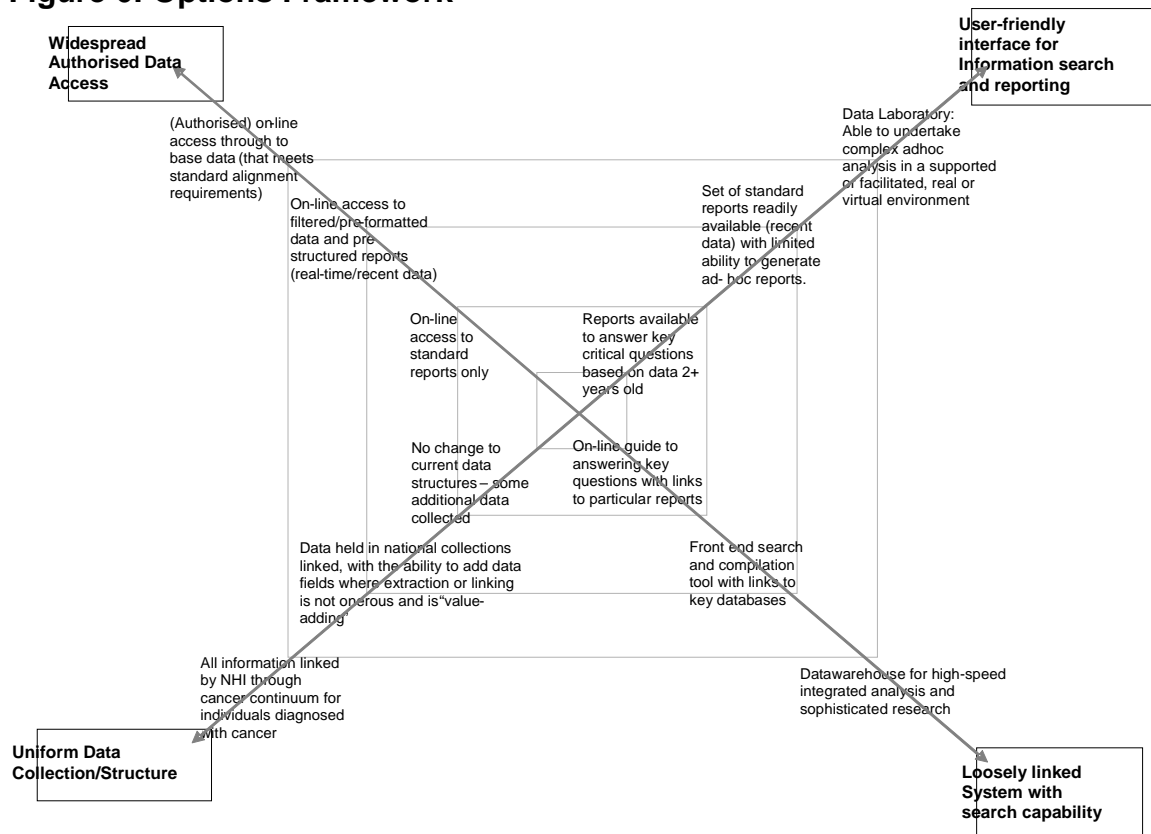 Options Framework
Widespread
Authorised Data
Access
User-friendly
interface for
Information search
and reporting
(Authorised) on-line
access through to
base data (that meets
standard alignment
requirements)
Data Laboratory:
Able to undertake
complex adhoc
analysis in a supported
or facilitated, real or
virtual environment
On-line access to
filtered/pre-formatted
data and pre
structured reports
(real-time/recent data)
Set of standard
reports readily
available (recent
data) with limited
ability to generate
ad- hoc reports.
On-line
access to
standard
reports only
Reports available
to answer key
critical questions
based on data 2+
years old
No change to
current data
structures – some
additional data
collected
On-line guide to
answering key
questions with links
to particular reports
Data held in national collections
linked, with the ability to add data
fields where extraction or linking
is not onerous and is“value-
adding”
Front end search
and compilation
tool with links to
key databases
All information linked
by NHI through
cancer continuum for
individuals diagnosed
with cancer
Datawarehouse for high-speed
integrated analysis and
sophisticated research
Uniform Data
Collection/Structure
Loosely linked
System with
search capability